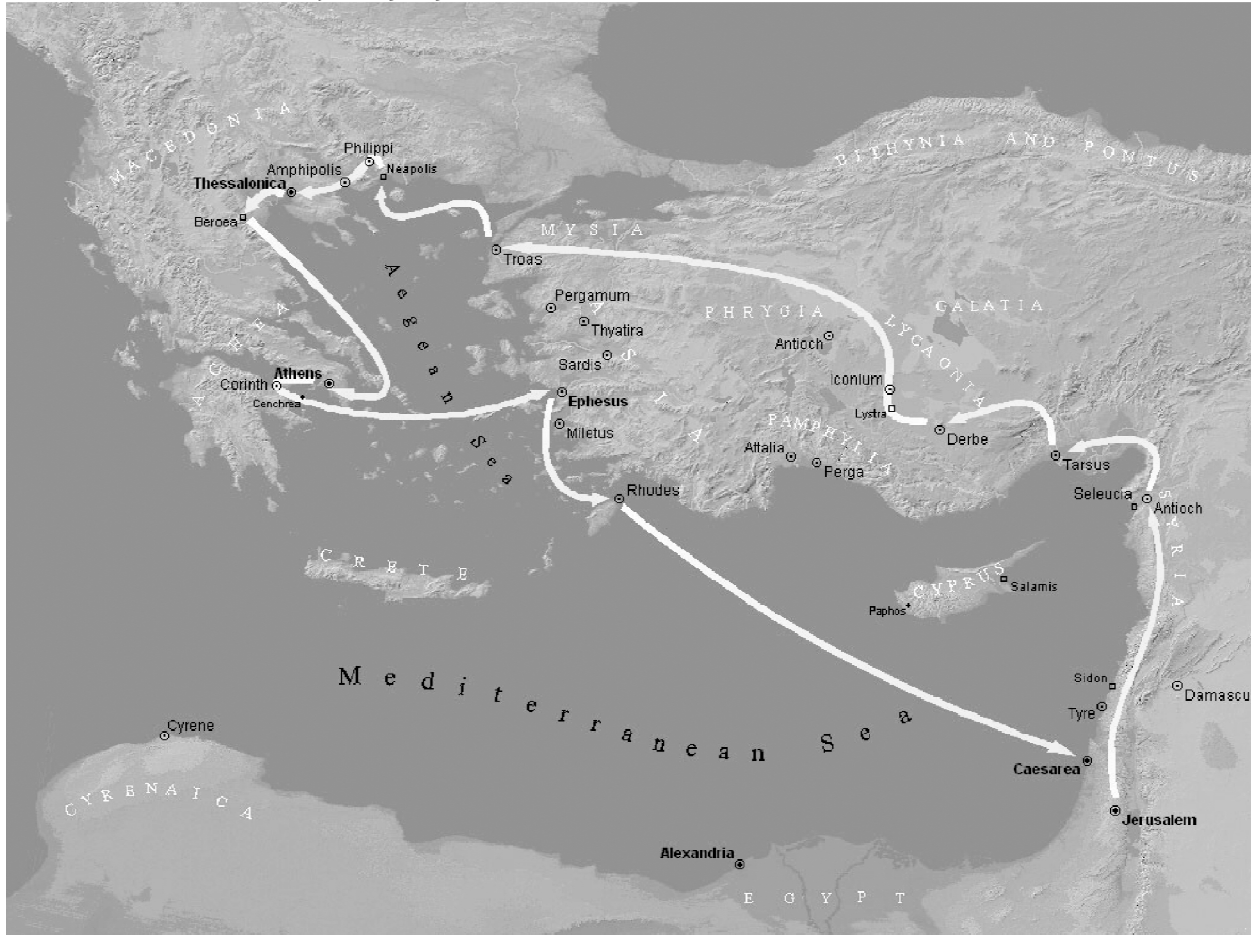 MACEDONIA
BITHYNIA AND PONTUS
Philippi
Amphipolis
Neapolis
Thessalonica
Beroea
MYSIA
Troas
Aegean Sea
Pergamum
Thyatira
ASIA
PHRYGIA
GALATIA
LYCAONIA
Antioch
Sardis
ACHAEA
Athens
Corinth
Cenchrea
Ephesus
Iconium
Lystra
Miletus
PAMPHYLIA
Derbe
Attalia
Perga
Tarsus
Rhodes
Seleucia
Antioch
SYRIA
CRETE
CYPRUS
Salamis
Paphos
Mediterranean Sea
Sidon
Damascu
Tyre
Cyrene
Caesarea
CYRENAICA
Jerusalem
Alexandria
EGYPT